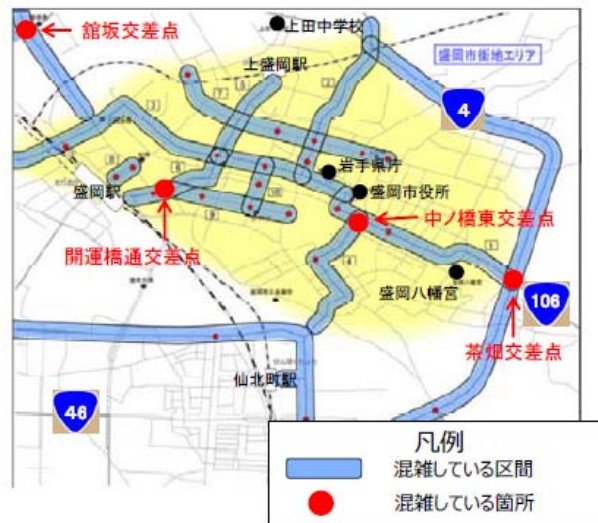 舘坂交差点
上田中学校
盛岡市街地エリア
上盛岡駅
4
岩手県庁
盛岡駅
盛岡市役所
中ノ橋東交差点
開運橋通交差点
盛岡八幡宮
106
茶畑交差点
仙北町駅
46
凡例
混雑している区間
混雑している箇所